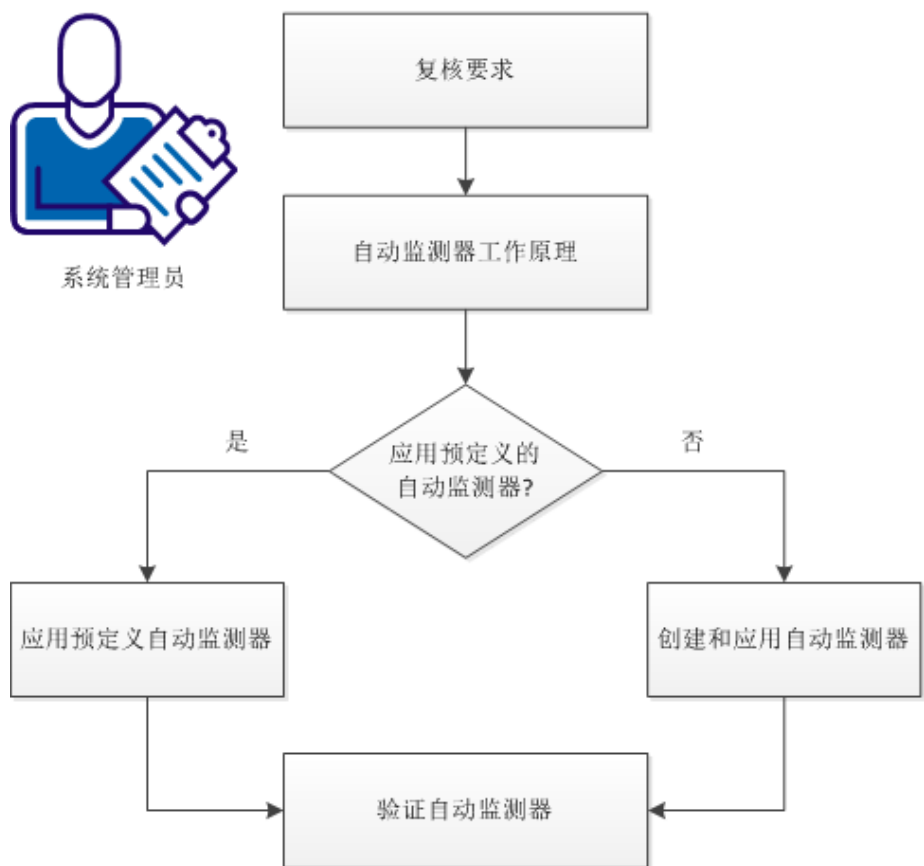 复核要求
自动监测器工作原理
系统管理员
是
否
应用预定义的
自动监测器?
应用预定义自动监测器
创建和应用自动监测器
验证自动监测器